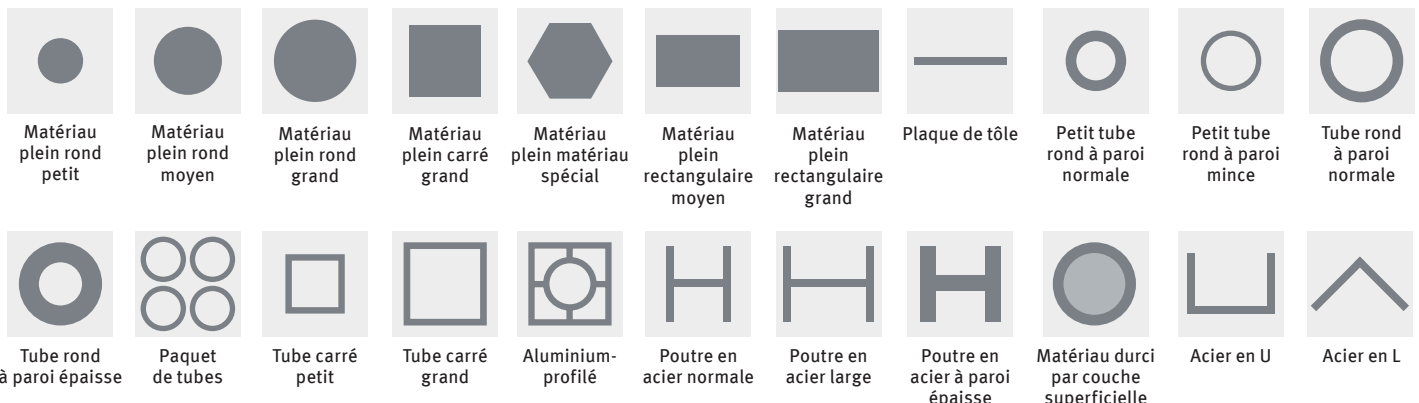 Matériau
plein rond
petit
Matériau
plein rond
moyen
Matériau
plein rond
grand
Matériau
plein carré
grand
Matériau
plein matériau
spécial
Matériau
plein
rectangulaire
moyen
Matériau
plein
rectangulaire
grand
Plaque de tôle
Petit tube
rond à paroi
normale
Petit tube
rond à paroi
mince
Tube rond
à paroi
normale
Tube rond
à paroi épaisse
Paquet
de tubes
Tube carré
petit
Tube carré
grand
Aluminium-
profilé
Poutre en
acier normale
Poutre en
acier large
Poutre en
acier à paroi
épaisse
Matériau durci
par couche
superficielle
Acier en U
Acier en L